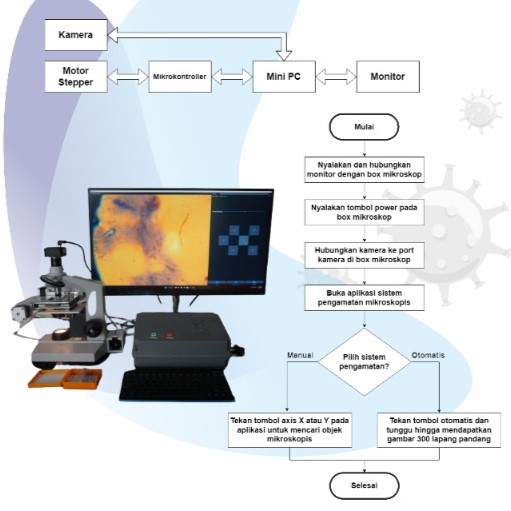 Kamera
Motor
Stepper
Mikrokontroller
Mini PC
Monitor
Mulai
Nyalakan dan hubungkan
monitor dengan box mikroskop
Nyalakan tombol power pada
box mikroskop
Hubungkan kamera ke port
kamera di box mikroskop
Buka aplikasi sistem
pengamatan mikroskopis
Manual
Pilih sistem
pengamatan?
Otomatis
Tekan tombol axis X atau Y pada
aplikasi untuk mencari objek
mikroskopis
Tekan tombol otomatis dan
tunggu hingga mendapatkan
gambar 300 lapang pandang
Selesai